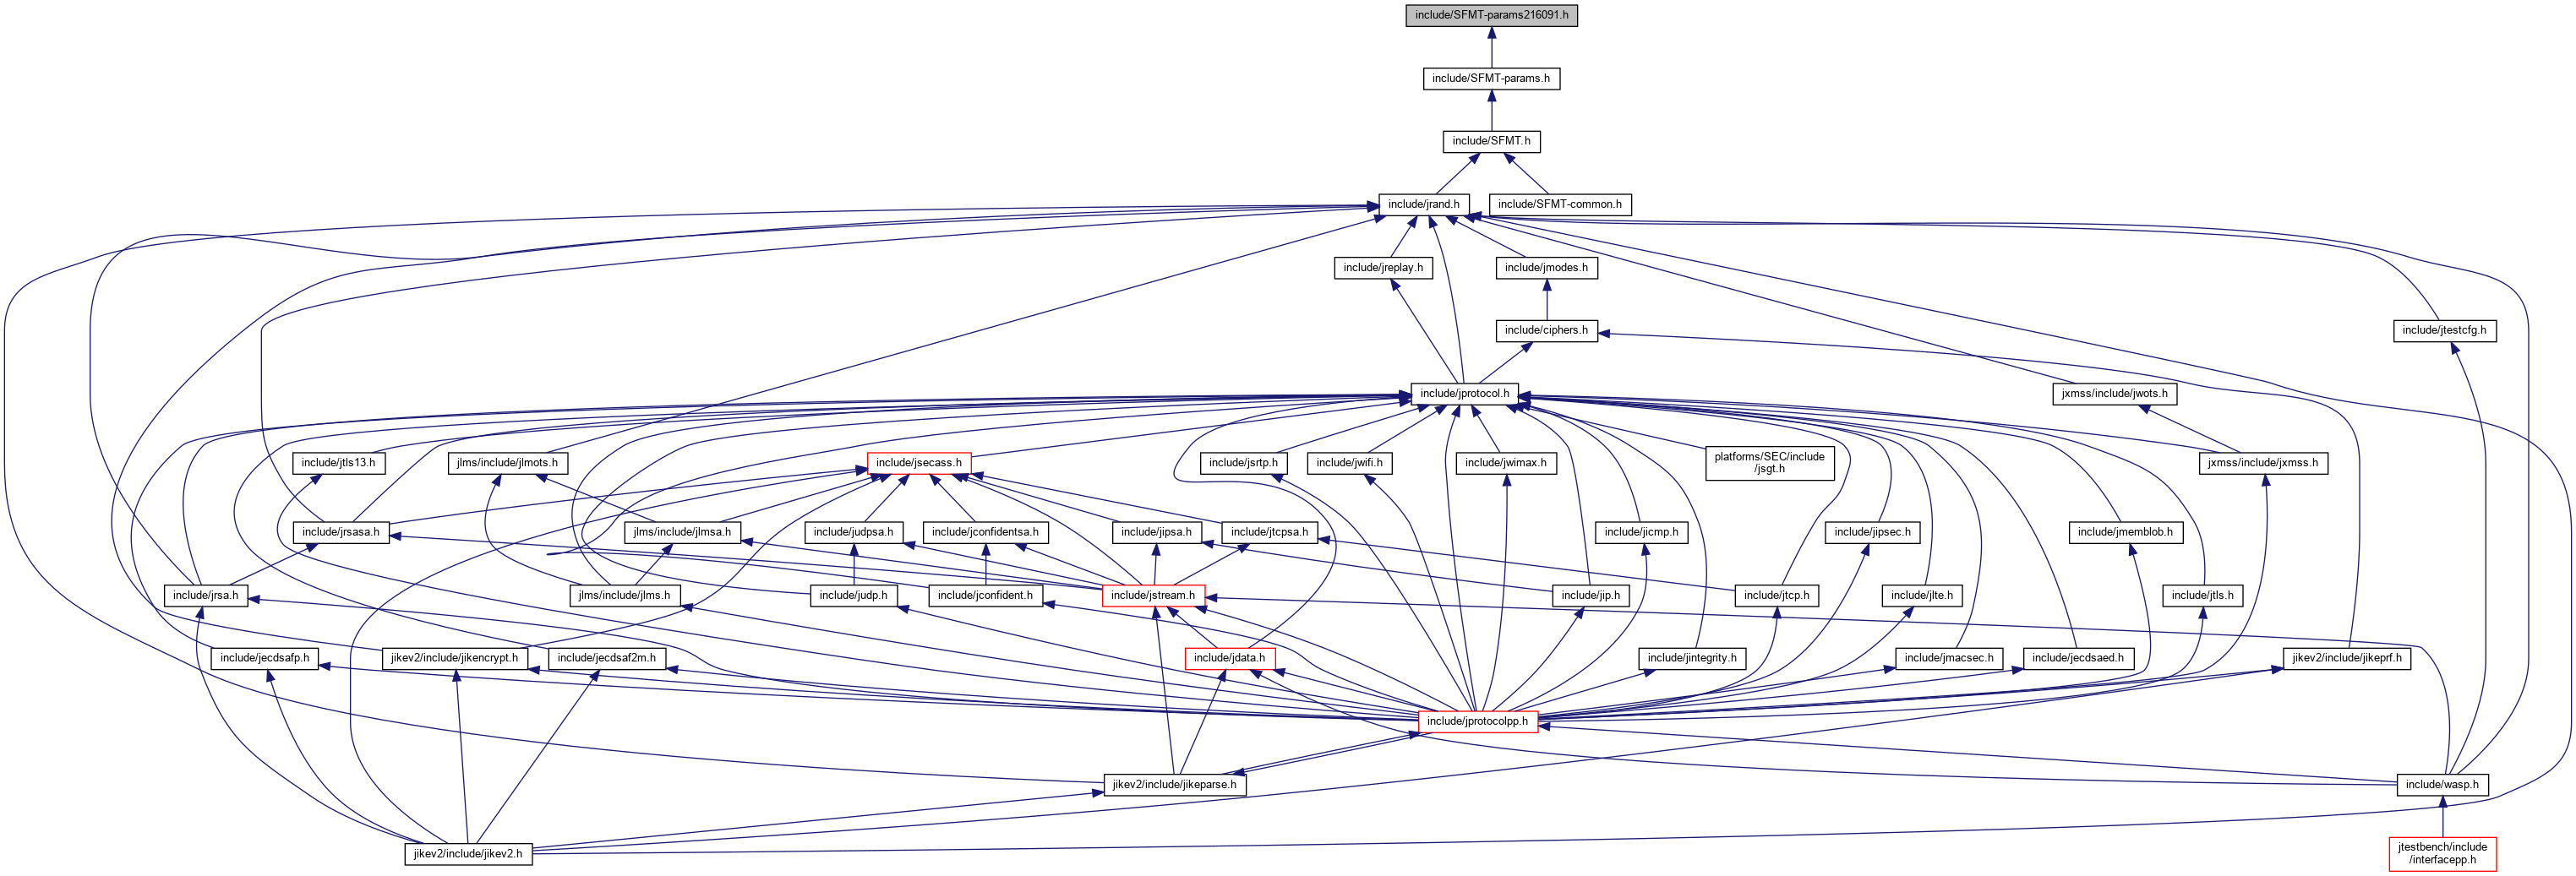 include/SFMT-params216091.h
include/SFMT-params.h
include/SFMT.h
include/jrand.h
include/SFMT-common.h
include/jreplay.h
include/jmodes.h
include/ciphers.h
include/jtestcfg.h
include/jprotocol.h
jxmss/include/jwots.h
include/jtls13.h
jlms/include/jlmots.h
include/jsecass.h
include/jsrtp.h
include/jwifi.h
include/jwimax.h
platforms/SEC/include
/jsgt.h
jxmss/include/jxmss.h
include/jrsasa.h
jlms/include/jlmsa.h
include/judpsa.h
include/jconfidentsa.h
include/jipsa.h
include/jtcpsa.h
include/jicmp.h
include/jipsec.h
include/jmemblob.h
include/jrsa.h
jlms/include/jlms.h
include/judp.h
include/jconfident.h
include/jstream.h
include/jip.h
include/jtcp.h
include/jlte.h
include/jtls.h
include/jecdsafp.h
jikev2/include/jikencrypt.h
include/jecdsaf2m.h
include/jdata.h
include/jintegrity.h
include/jmacsec.h
include/jecdsaed.h
jikev2/include/jikeprf.h
include/jprotocolpp.h
jikev2/include/jikeparse.h
include/wasp.h
jikev2/include/jikev2.h
jtestbench/include
/interfacepp.h